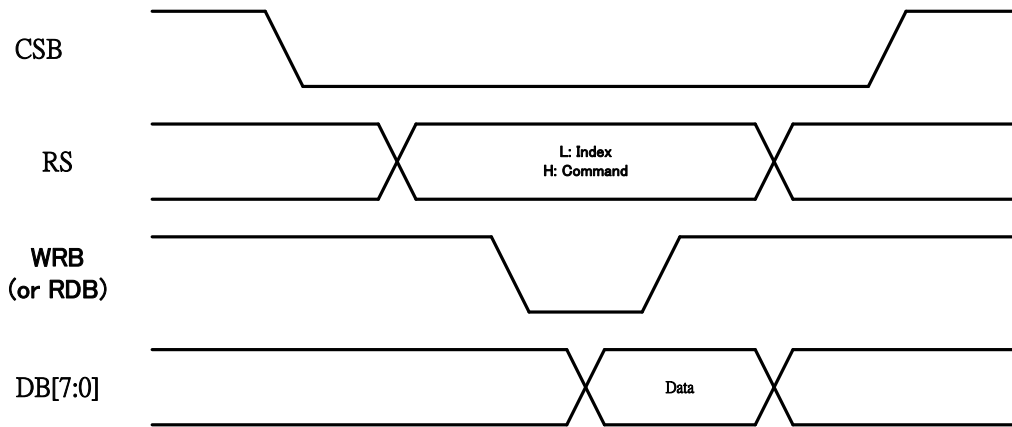 CSB
RS
L: Index
H: Command
WRB
(or RDB)
DB[7:0]
Data